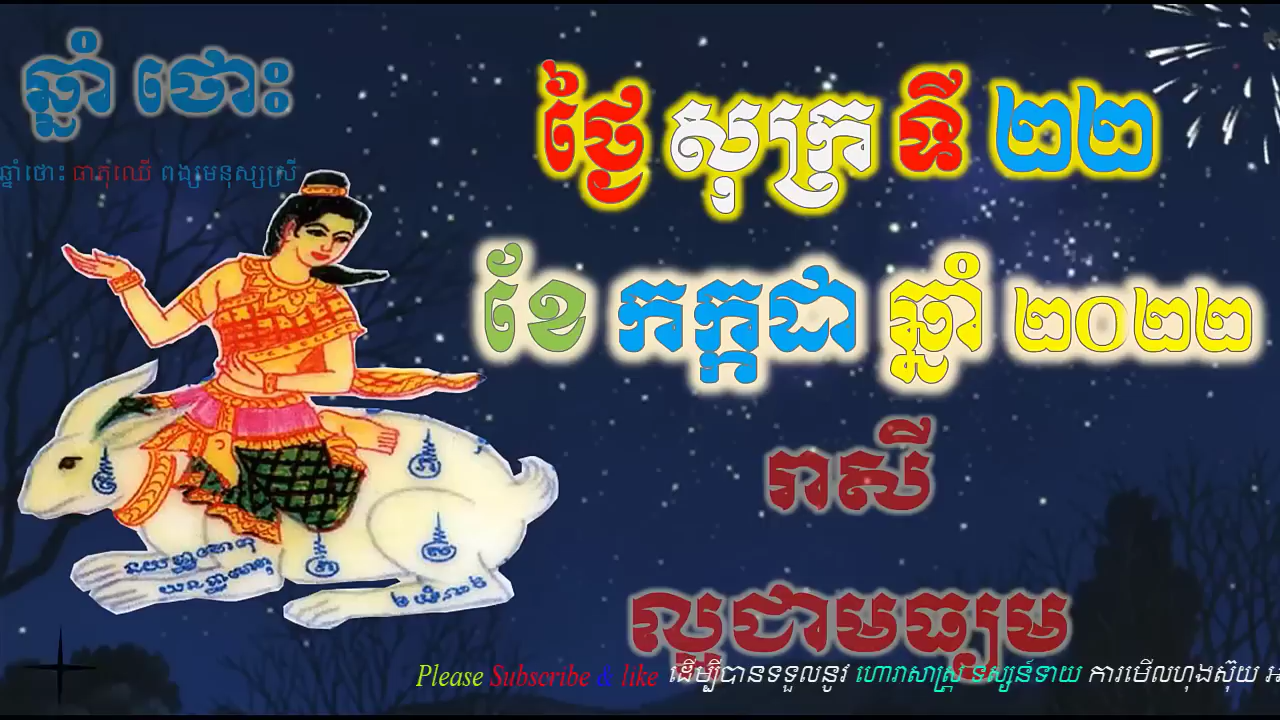 ឆ្នាំ ថោះ
ឆ្នាំថោះ ធាតុឈើ ពង្សមនុស្សស្រី
ថ្ងៃ សុក្រ ទី ២២
ខែ កក្កដា ឆ្នាំ ២០២២
រាសី
ល្អជាមធ្យម
Please Subscribe & like ដើម្បីបានទទួលនូវ ហោរាសាស្ត្រ ទស្សន៍ទាយ ការមើលហុងស៊ុយ